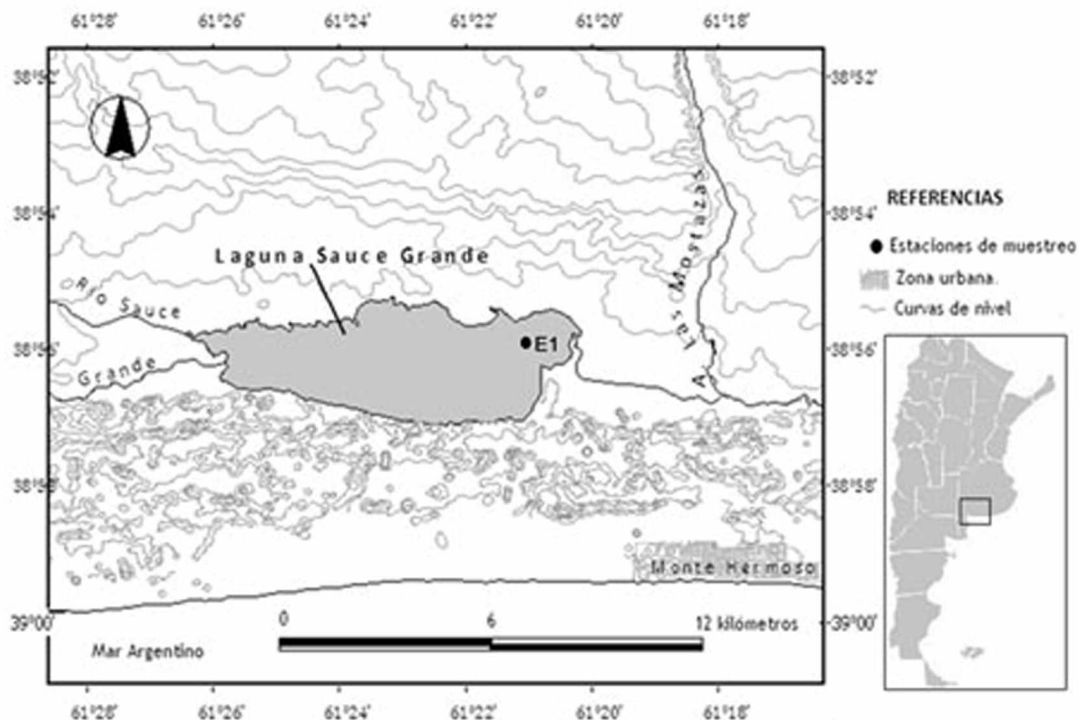 61°28' 61°26' 61°24' 61°22' 61°20' 61°18'
38°52' 38°52'
38°54' 38°54'
38°56' 38°56'
38°58' 38°58'
39°00' 39°00'
Laguna Sauce Grande
Río Sauce
Grande
E1
A Las Mostazas
Monte Hermoso
0 6 12 kilómetros
Mar Argentino
61°28' 61°26' 61°24' 61°22' 61°20' 61°18'
REFERENCIAS
Estaciones de muestreo
Zona urbana.
Curvas de nivel